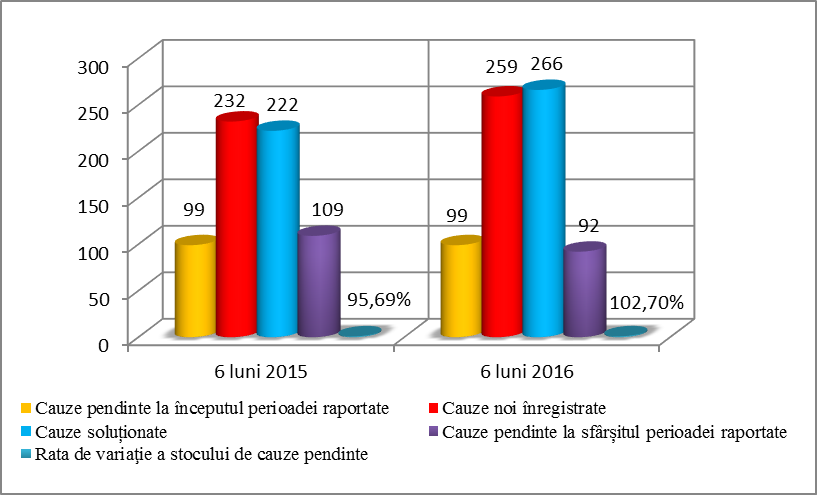 300
250
200
150
100
50
0
99
232
222
109
95,69%
99
259
266
92
102,70%
6 luni 2015
6 luni 2016
Cauze pendinte la începutul perioadei raportate
Cauze noi înregistrate
Cauze soluționate
Cauze pendinte la sfârșitul perioadei raportate
Rata de variație a stocului de cauze pendinte